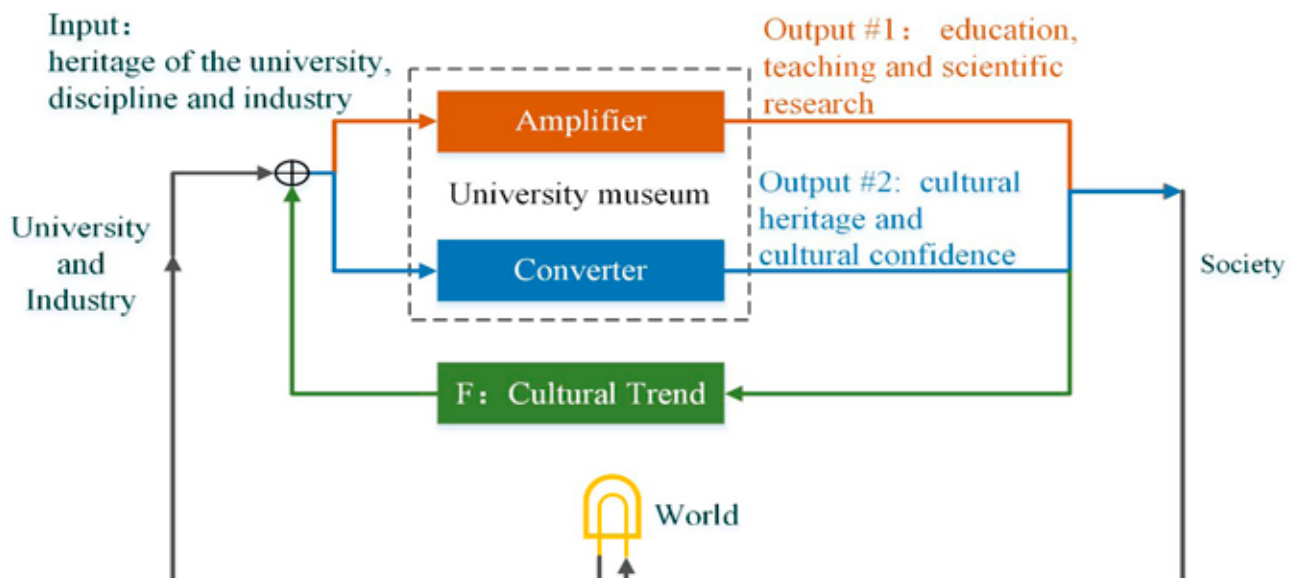 Input：
heritage of the university,
discipline and industry
Output #1： education,
teaching and scientific
research
Amplifier
University museum
Output #2: cultural
heritage and
cultural confidence
Converter
University
and
Industry
Society
F： Cultural Trend
World